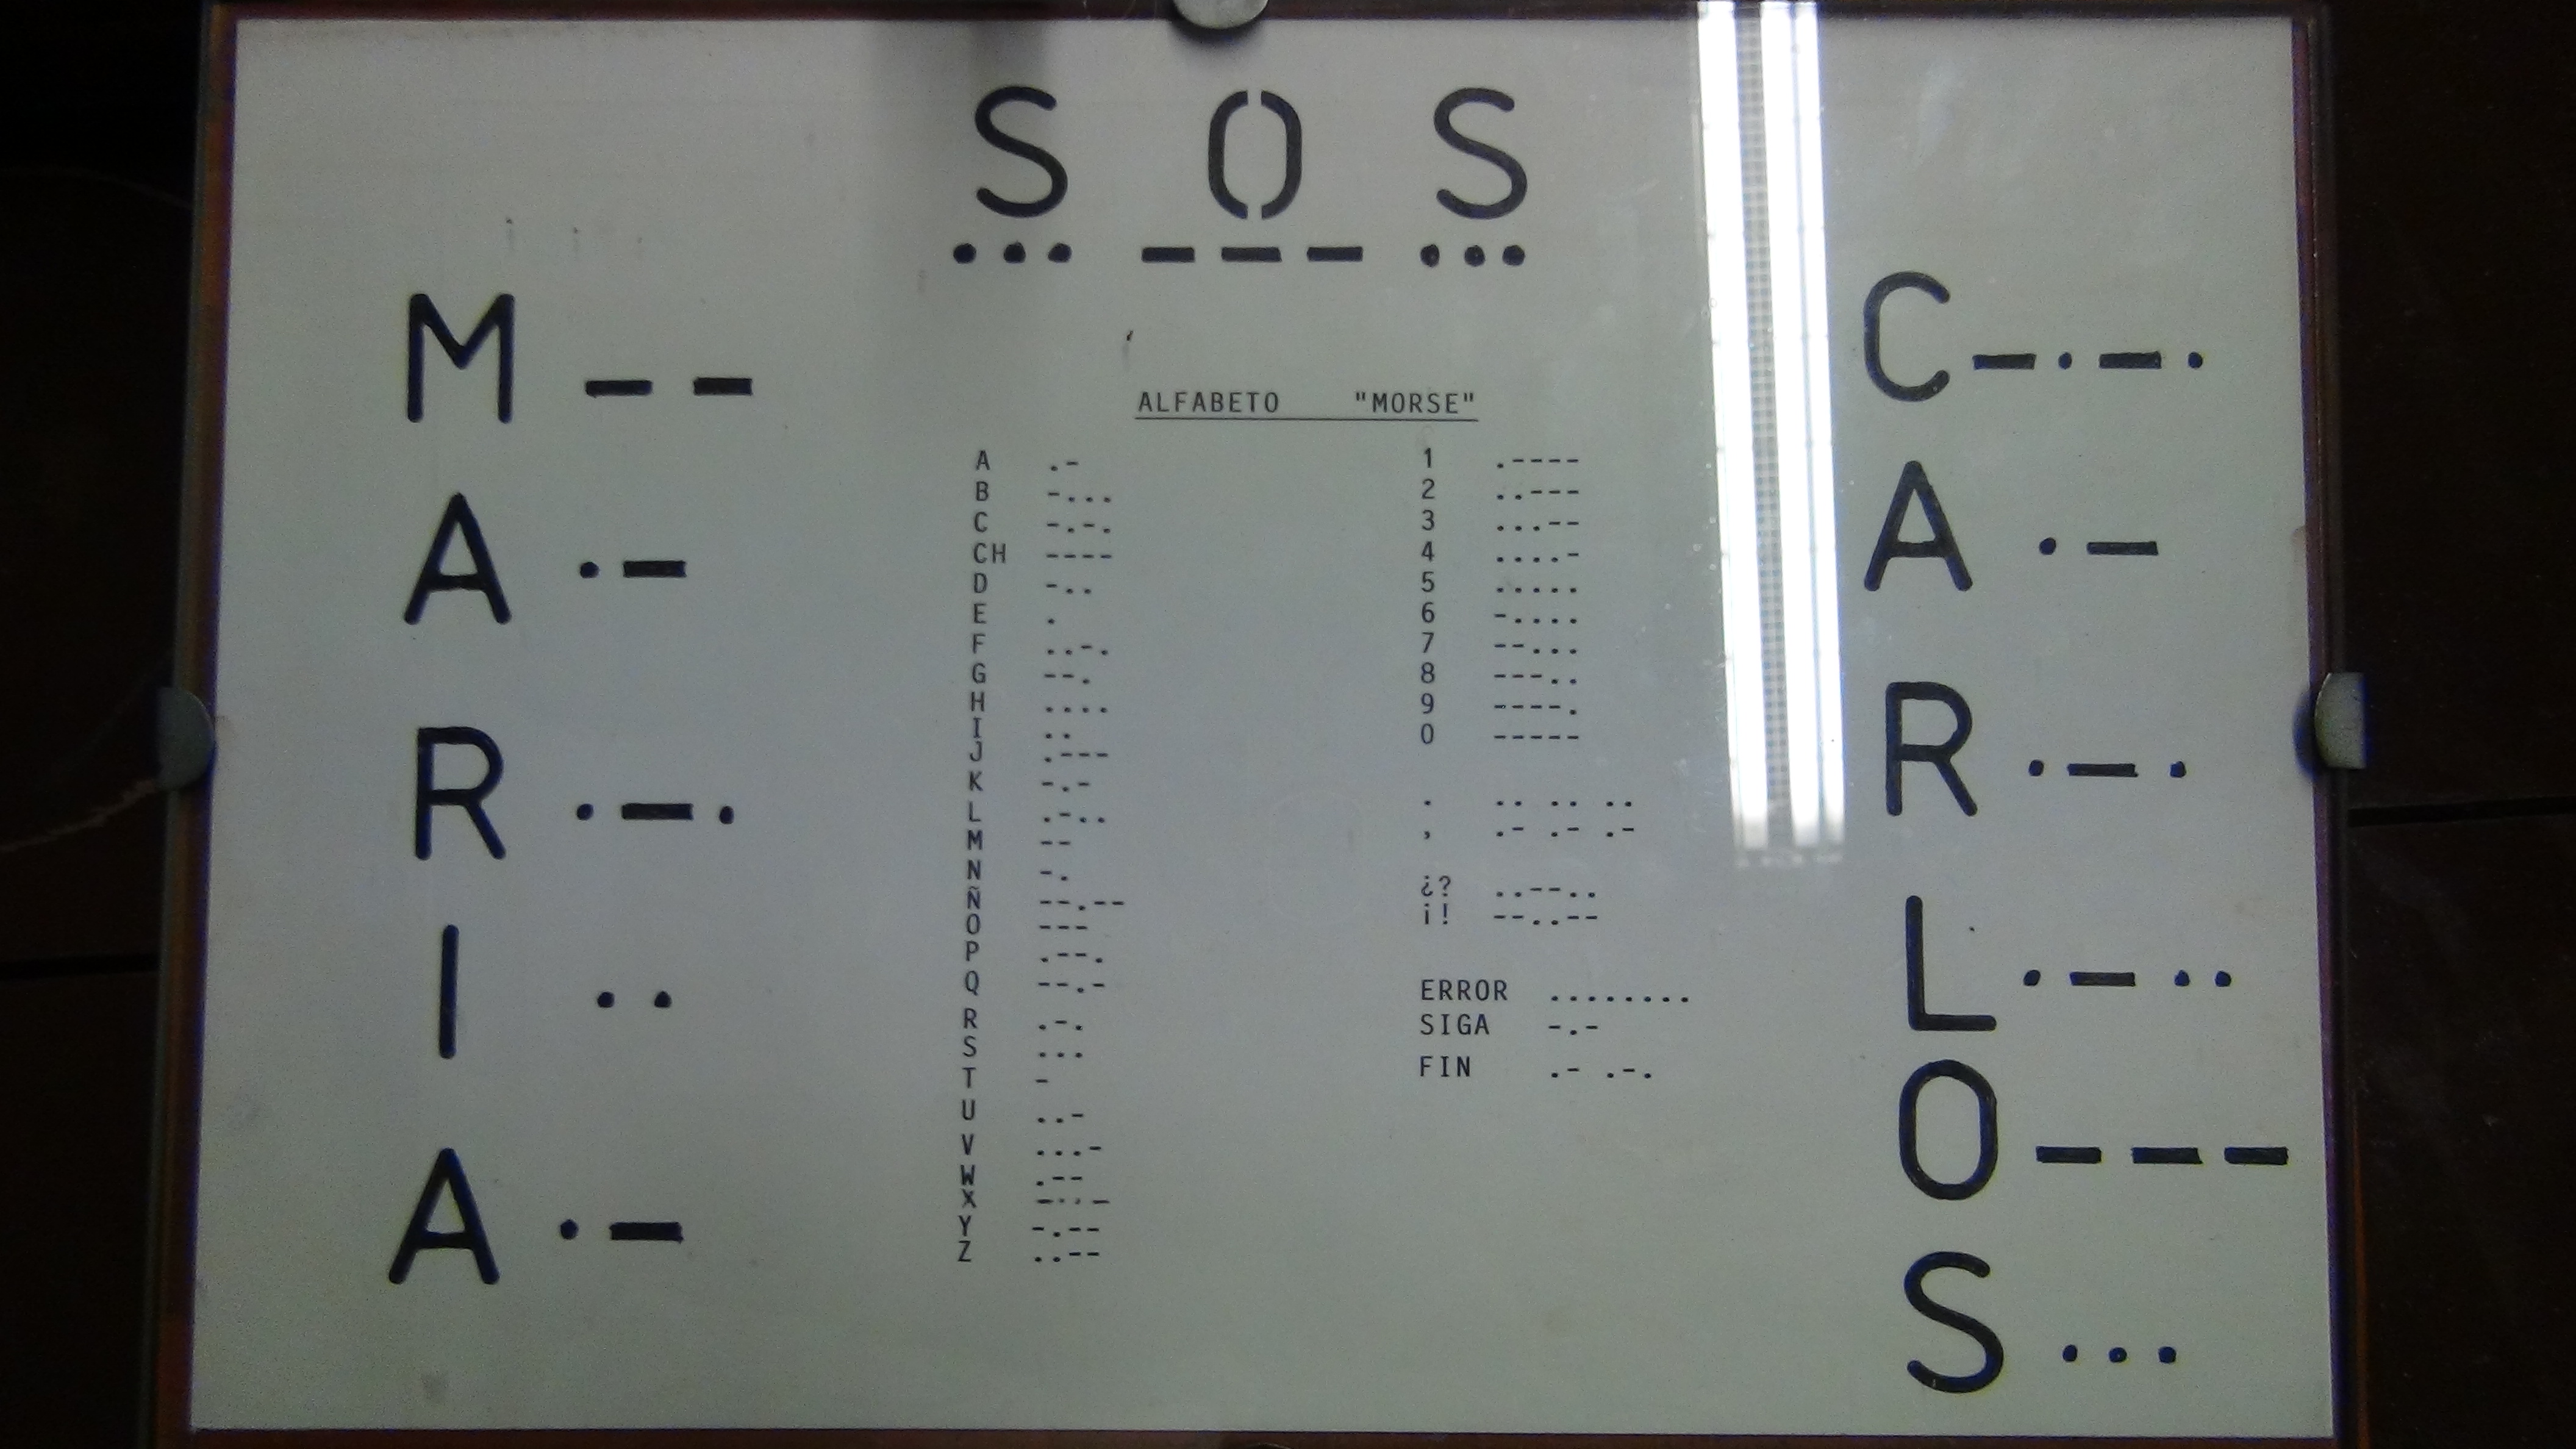 S O S
... --- ...
M --
A .-
R .-.
I ..
A .-
ALFABETO "MORSE"
A .-
B -...
C -.-.
CH ----
D -..
E .
F ..-.
G --.
H ....
I ..
J .---
K -.-
L .-..
M --
N -.
Ñ --.--
O ---
P .--.
Q --.-
R .-.
S ...
T -
U ..-
V ...-
W .--
X -..-
Y -.--
Z ..--
1 .----
2 ..---
3 ...--
4 ....-
5 .....
6 -....
7 --...
8 ---..
9 ----.
0 -----
. .. .. ..
, .- .- .-
¿? ..--..
¡! --..--
ERROR ........
SIGA -.-
FIN .- .-.
C -.-.
A .-
R .-.
L .-..
O ---
S ...